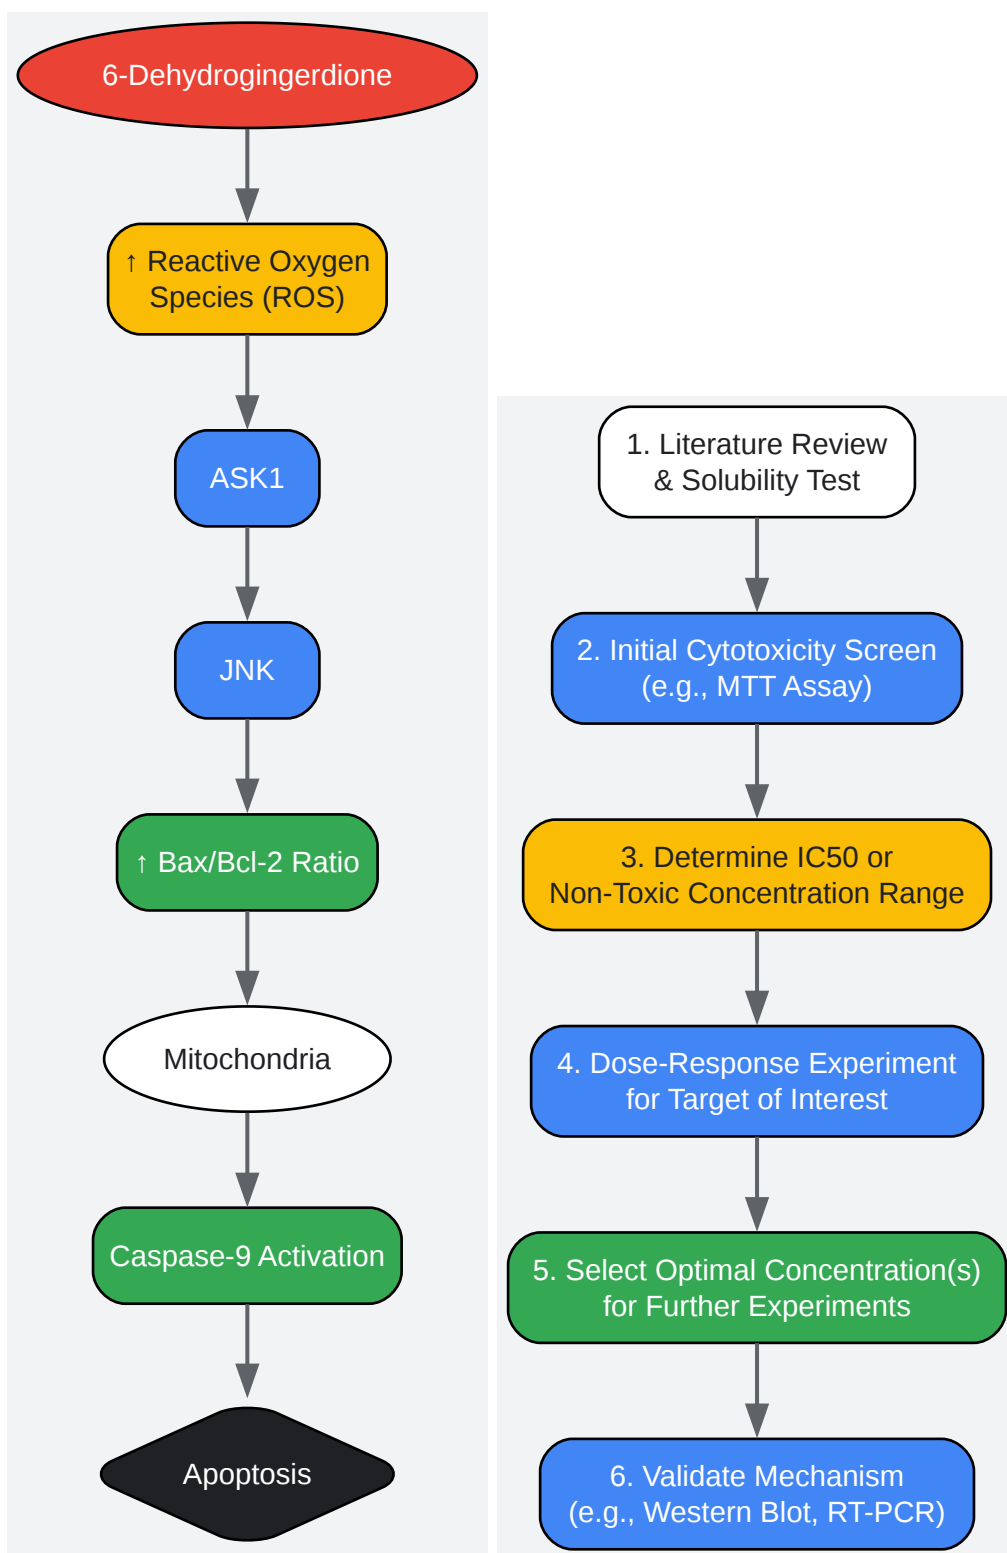 6-Dehydrogingerdione
↑ Reactive Oxygen
Species (ROS)
ASK1
JNK
↑ Bax/Bcl-2 Ratio
Mitochondria
Caspase-9 Activation
Apoptosis
1. Literature Review
& Solubility Test
2. Initial Cytotoxicity Screen
(e.g., MTT Assay)
3. Determine IC50 or
Non-Toxic Concentration Range
4. Dose-Response Experiment
for Target of Interest
5. Select Optimal Concentration(s)
for Further Experiments
6. Validate Mechanism
(e.g., Western Blot, RT-PCR)